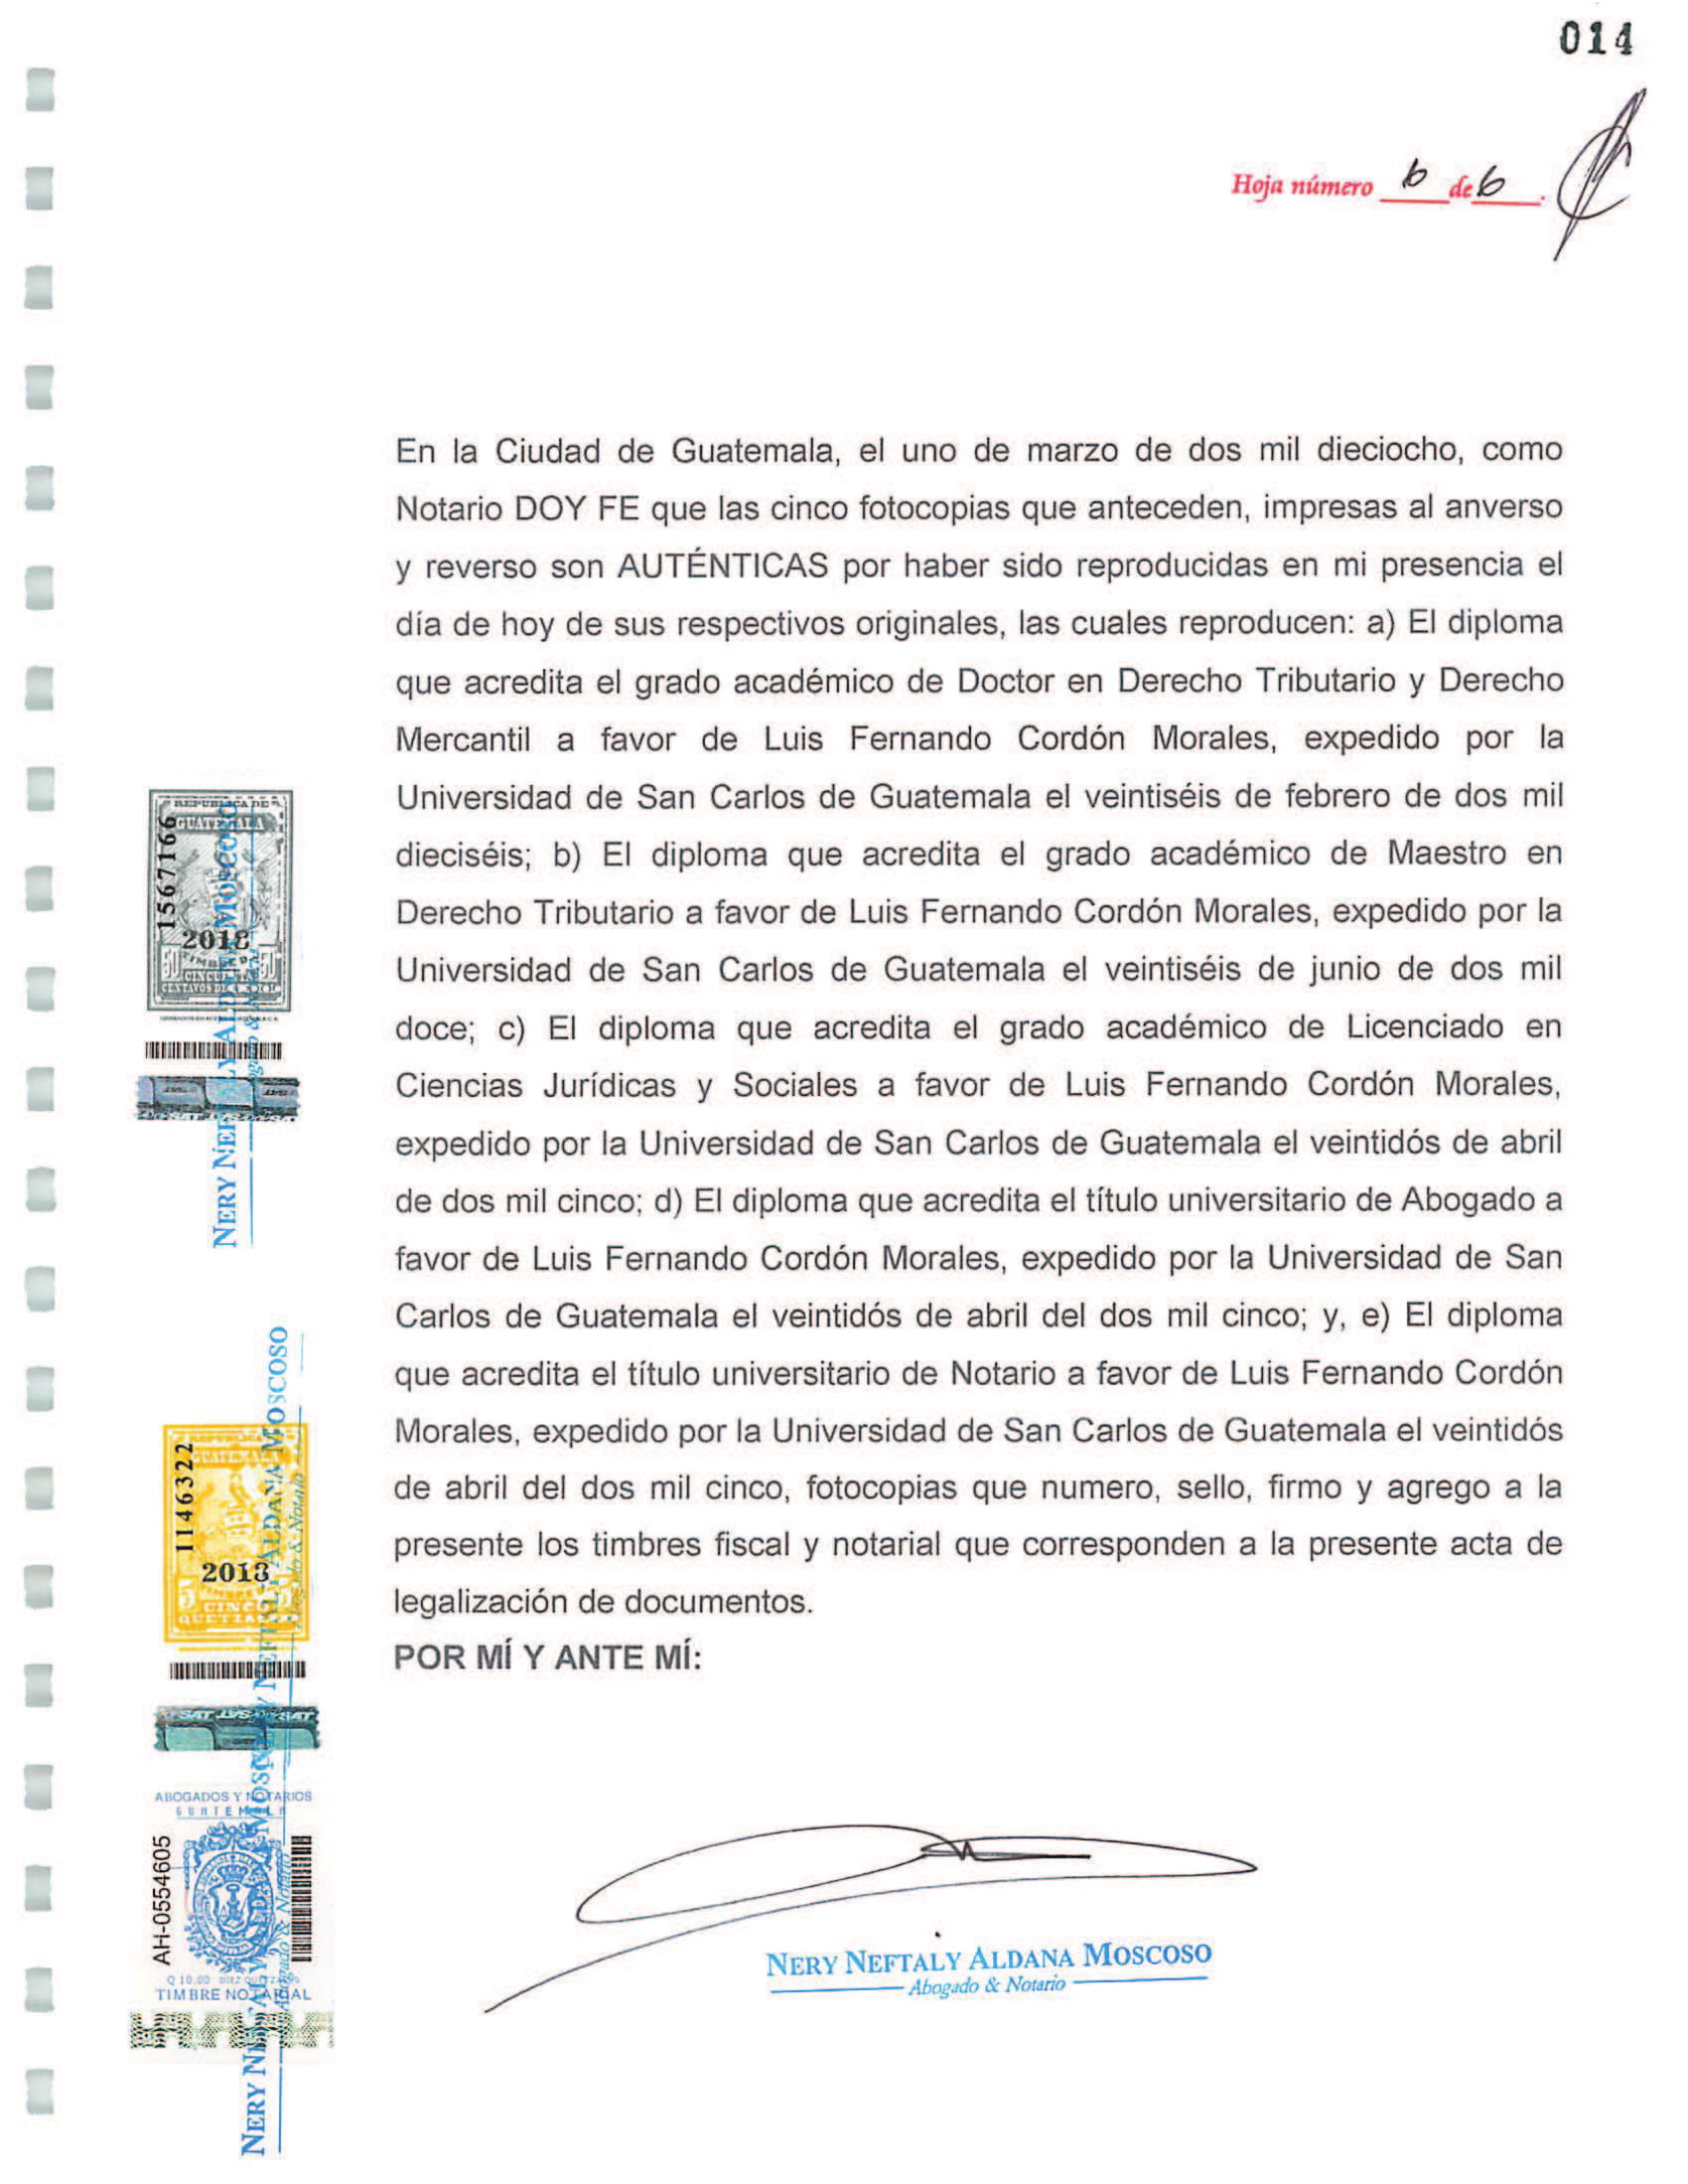 014
Hoja número 6 de 6.
En la Ciudad de Guatemala, el uno de marzo de dos mil dieciocho, como
Notario DOY FE que las cinco fotocopias que anteceden, impresas al anverso
y reverso son AUTÉNTICAS por haber sido reproducidas en mi presencia el
día de hoy de sus respectivos originales, las cuales reproducen: a) El diploma
que acredita el grado académico de Doctor en Derecho Tributario y Derecho
Mercantil a favor de Luis Fernando Cordón Morales, expedido por la
Universidad de San Carlos de Guatemala el veintiséis de febrero de dos mil
dieciséis; b) El diploma que acredita el grado académico de Maestro en
Derecho Tributario a favor de Luis Fernando Cordón Morales, expedido por la
Universidad de San Carlos de Guatemala el veintiséis de junio de dos mil
doce; c) El diploma que acredita el grado académico de Licenciado en
Ciencias Jurídicas y Sociales a favor de Luis Fernando Cordón Morales,
expedido por la Universidad de San Carlos de Guatemala el veintidós de abril
de dos mil cinco; d) El diploma que acredita el título universitario de Abogado a
favor de Luis Fernando Cordón Morales, expedido por la Universidad de San
Carlos de Guatemala el veintidós de abril del dos mil cinco; y, e) El diploma
que acredita el título universitario de Notario a favor de Luis Fernando Cordón
Morales, expedido por la Universidad de San Carlos de Guatemala el veintidós
de abril del dos mil cinco, fotocopias que numero, sello, firmo y agrego a la
presente los timbres fiscal y notarial que corresponden a la presente acta de
legalización de documentos.
POR MÍ Y ANTE MÍ:
NERY NEFTALY ALDANA MOSCOSO
Abogado & Notario
REPUBLICA DE
GUATEMALA
1567166
2018
50 CINCUENTA 50
NERY NEFTALY ALDANA MOSCOSO
Abogado & Notario
GUATEMALA
11463222
2018
5 CINCO 5
QUETZALES
SAT SAT
NERY NEFTALY ALDANA MOSCOSO
Abogado & Notario
ABOGADOS Y NOTARIOS
GUATEMALA
AH-0554605
Q 10.00 DIEZ QUETZALES
TIMBRE NOTARIAL
NERY NEFTALY ALDANA MOSCOSO
Abogado & Notario